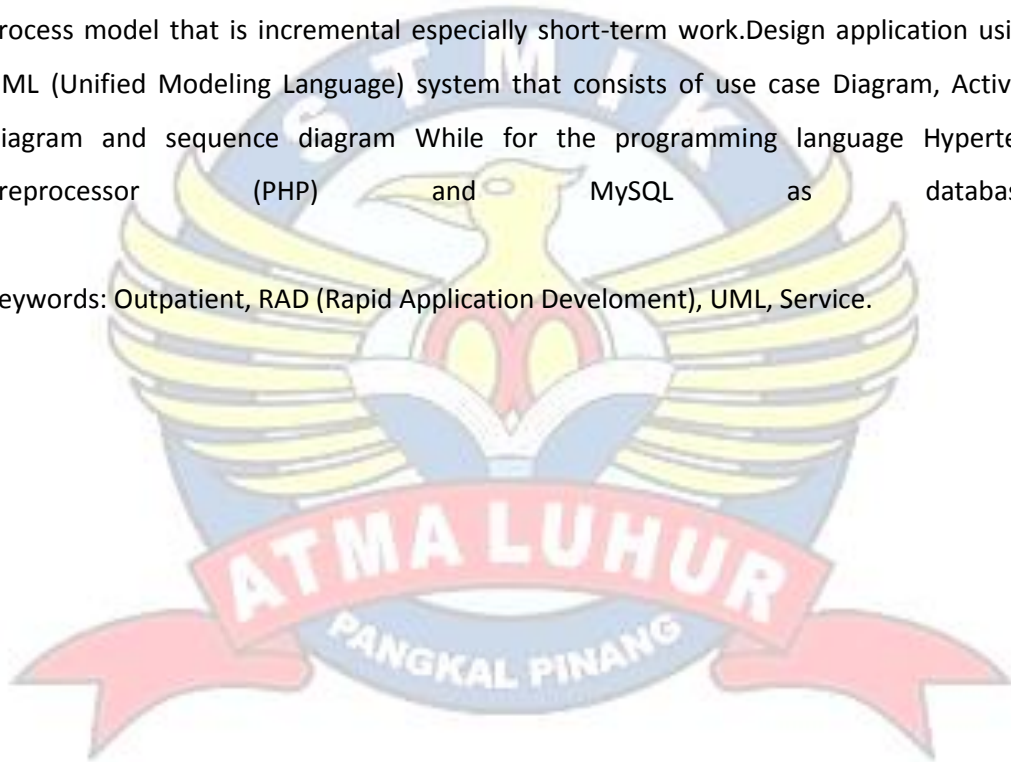 rocess model that is incremental especially short-term work.Design application usi
ML (Unified Modeling Language) system that consists of use case Diagram, Activ
iagram and sequence diagram While for the programming language Hyperte
reprocessor (PHP) and MySQL as databas
eywords: Outpatient, RAD (Rapid Application Develoment), UML, Service.
STMIK
ATMA LUHUR
PANGKAL PINANG